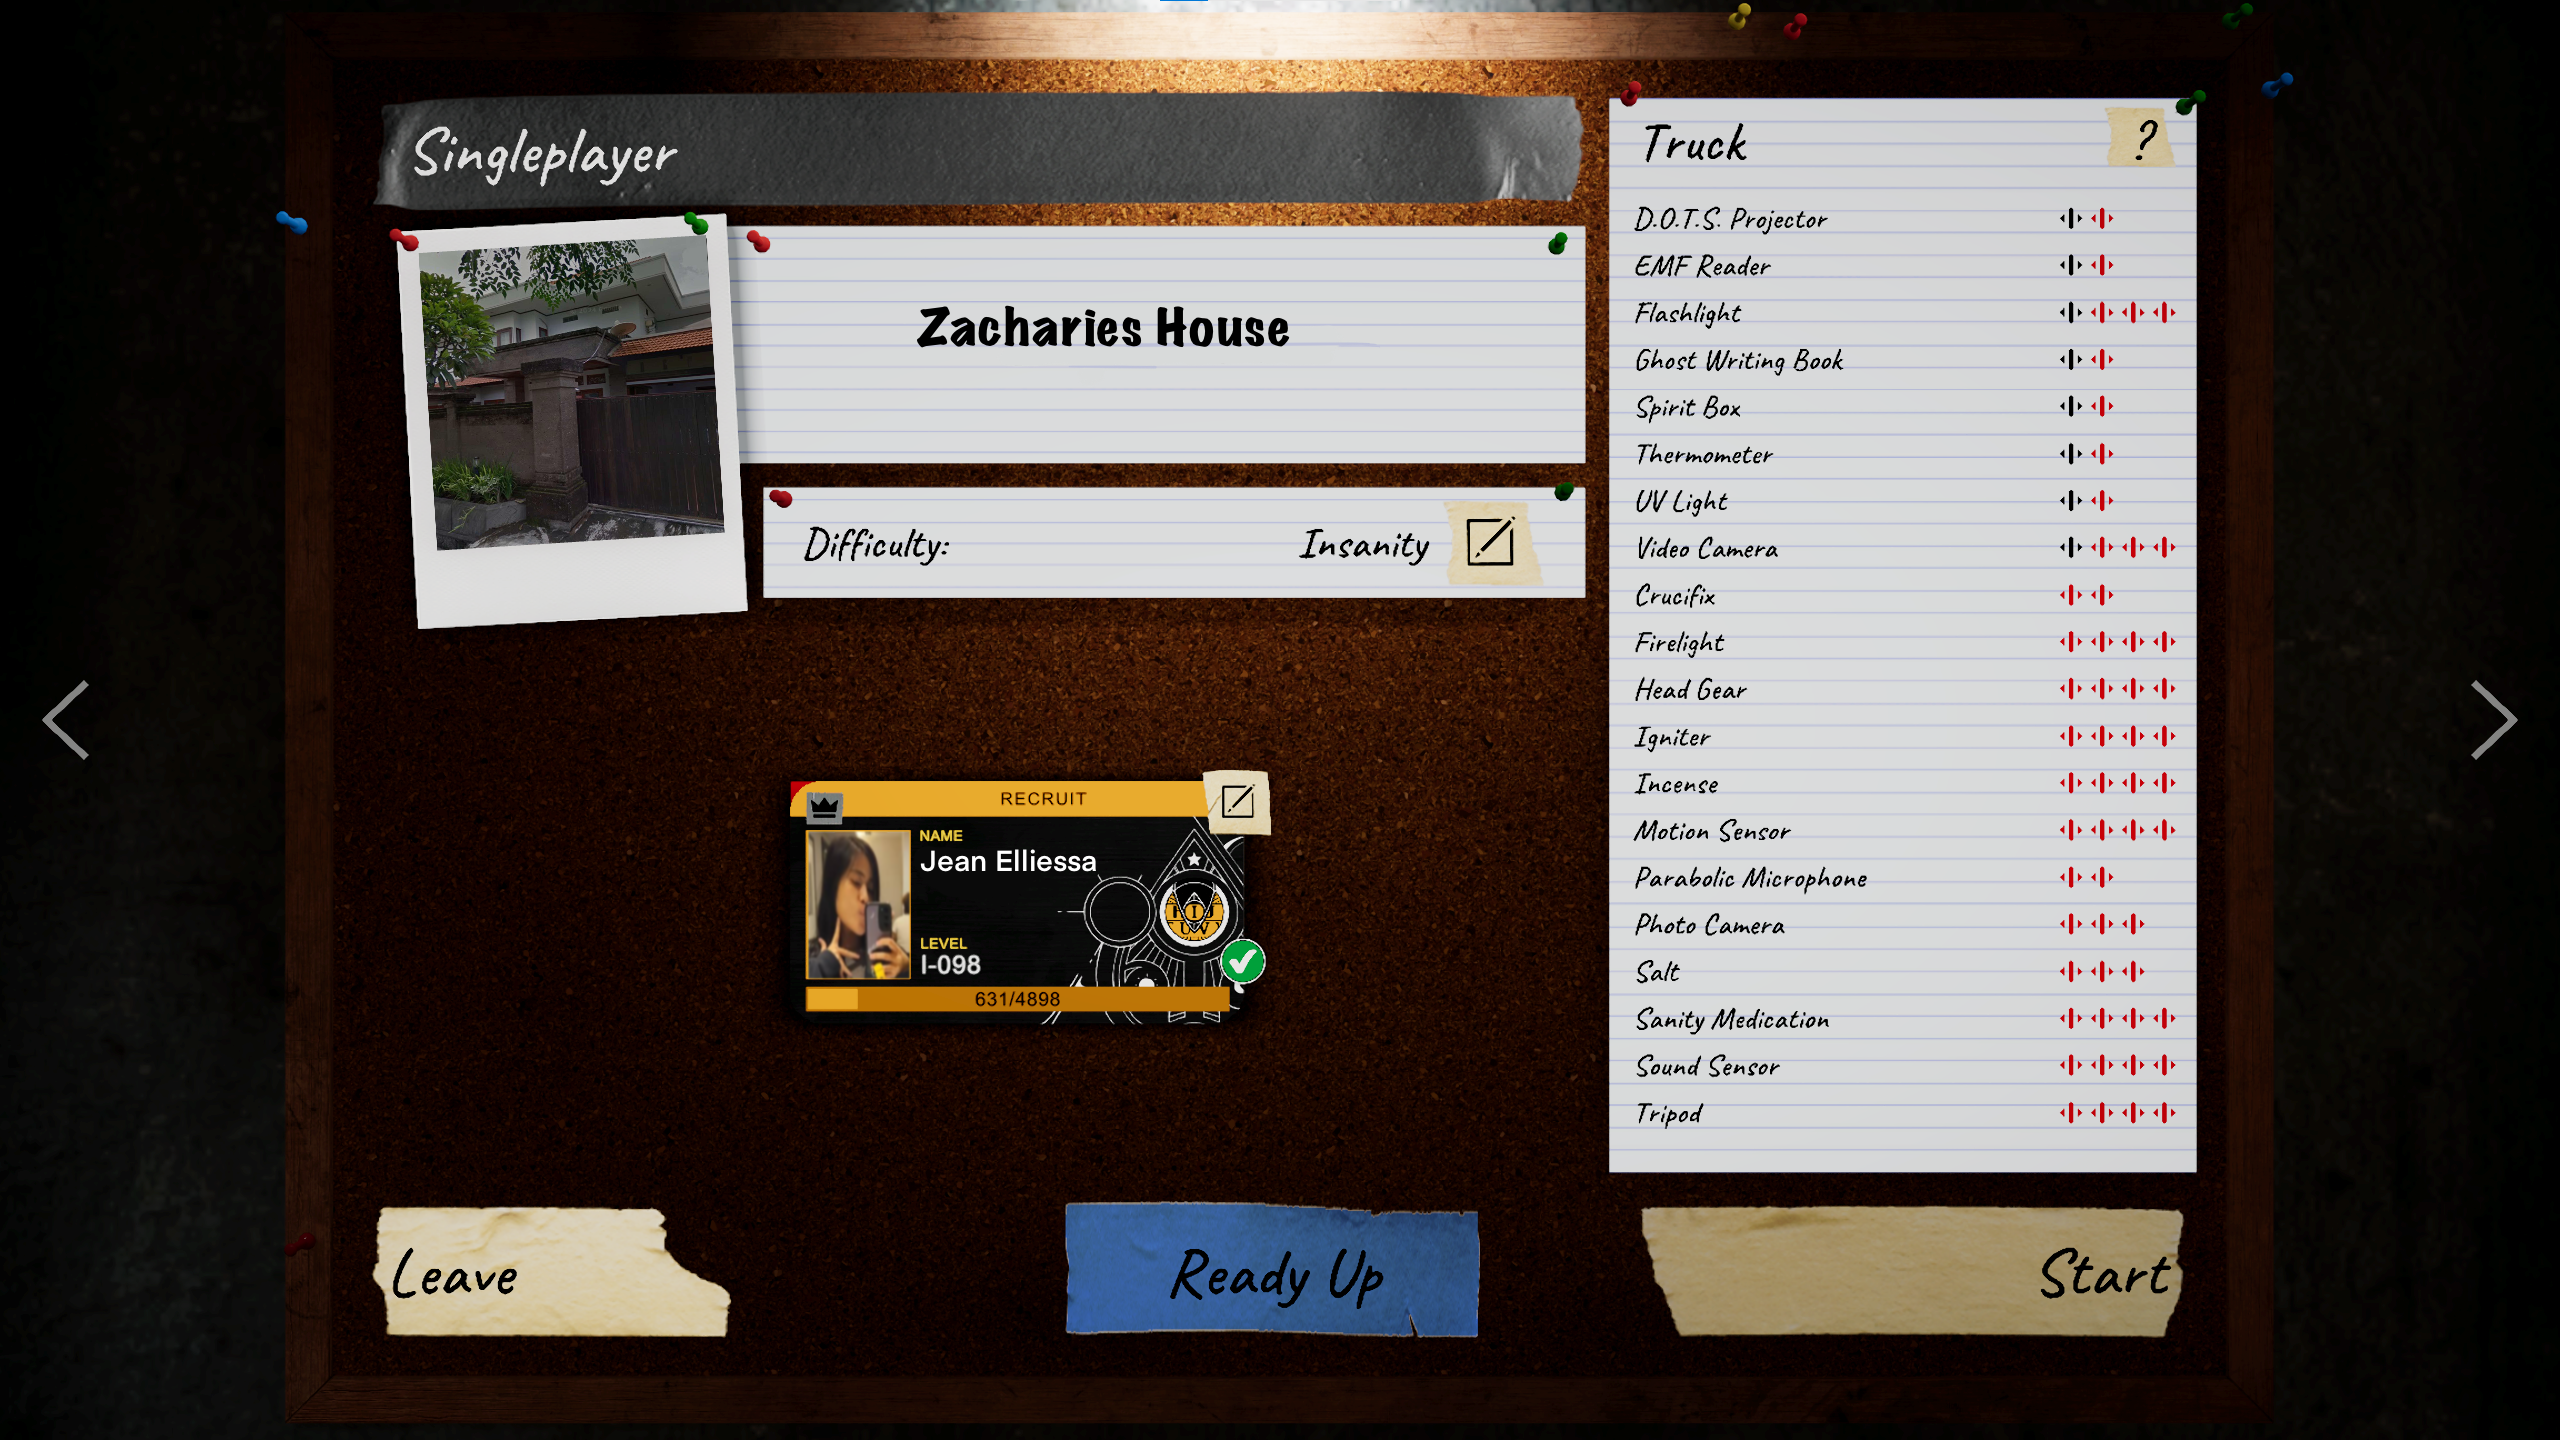 Singleplayer
Zacharies House
Difficulty:
Insanity
RECRUIT
NAME
Jean Elliessa
LEVEL
I-098
631/4898
Truck
?
D.O.T.S. Projector
EMF Reader
Flashlight
Ghost Writing Book
Spirit Box
Thermometer
UV Light
Video Camera
Crucifix
Firelight
Head Gear
Igniter
Incense
Motion Sensor
Parabolic Microphone
Photo Camera
Salt
Sanity Medication
Sound Sensor
Tripod
Leave
Ready Up
Start